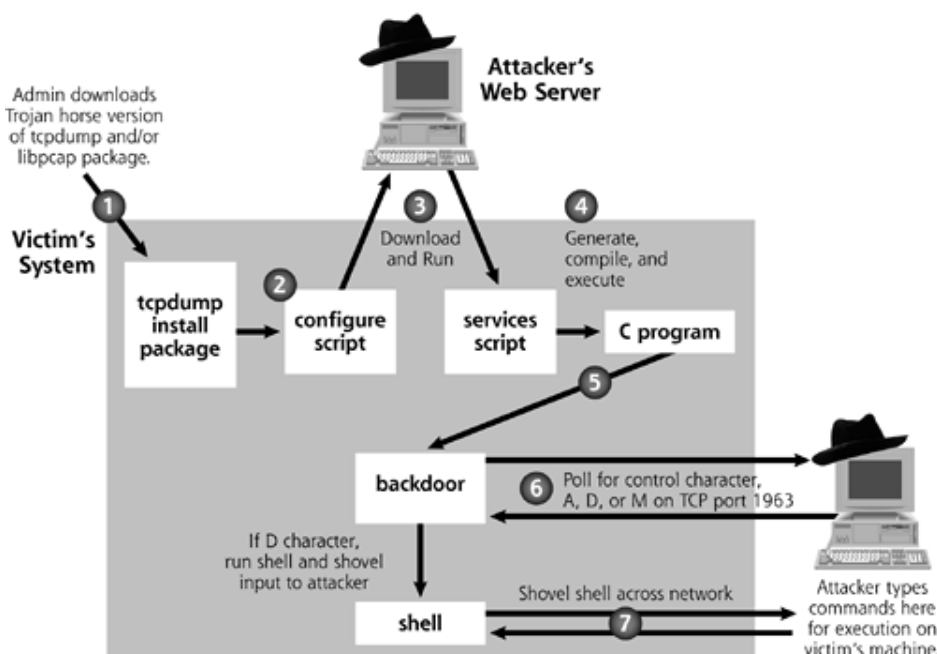 Attacker's
Web Server
Admin downloads
Trojan horse version
of tcpdump and/or
libpcap package.
1
Victim's
System
tcpdump
install
package
2
configure
script
3
Download
and Run
4
Generate,
compile, and
execute
services
script
C program
5
backdoor
6
Poll for control character,
A, D, or M on TCP port 1963
If D character,
run shell and shovel
input to attacker
shell
Shovel shell across network
7
Attacker types
commands here
for execution on
victim's machine